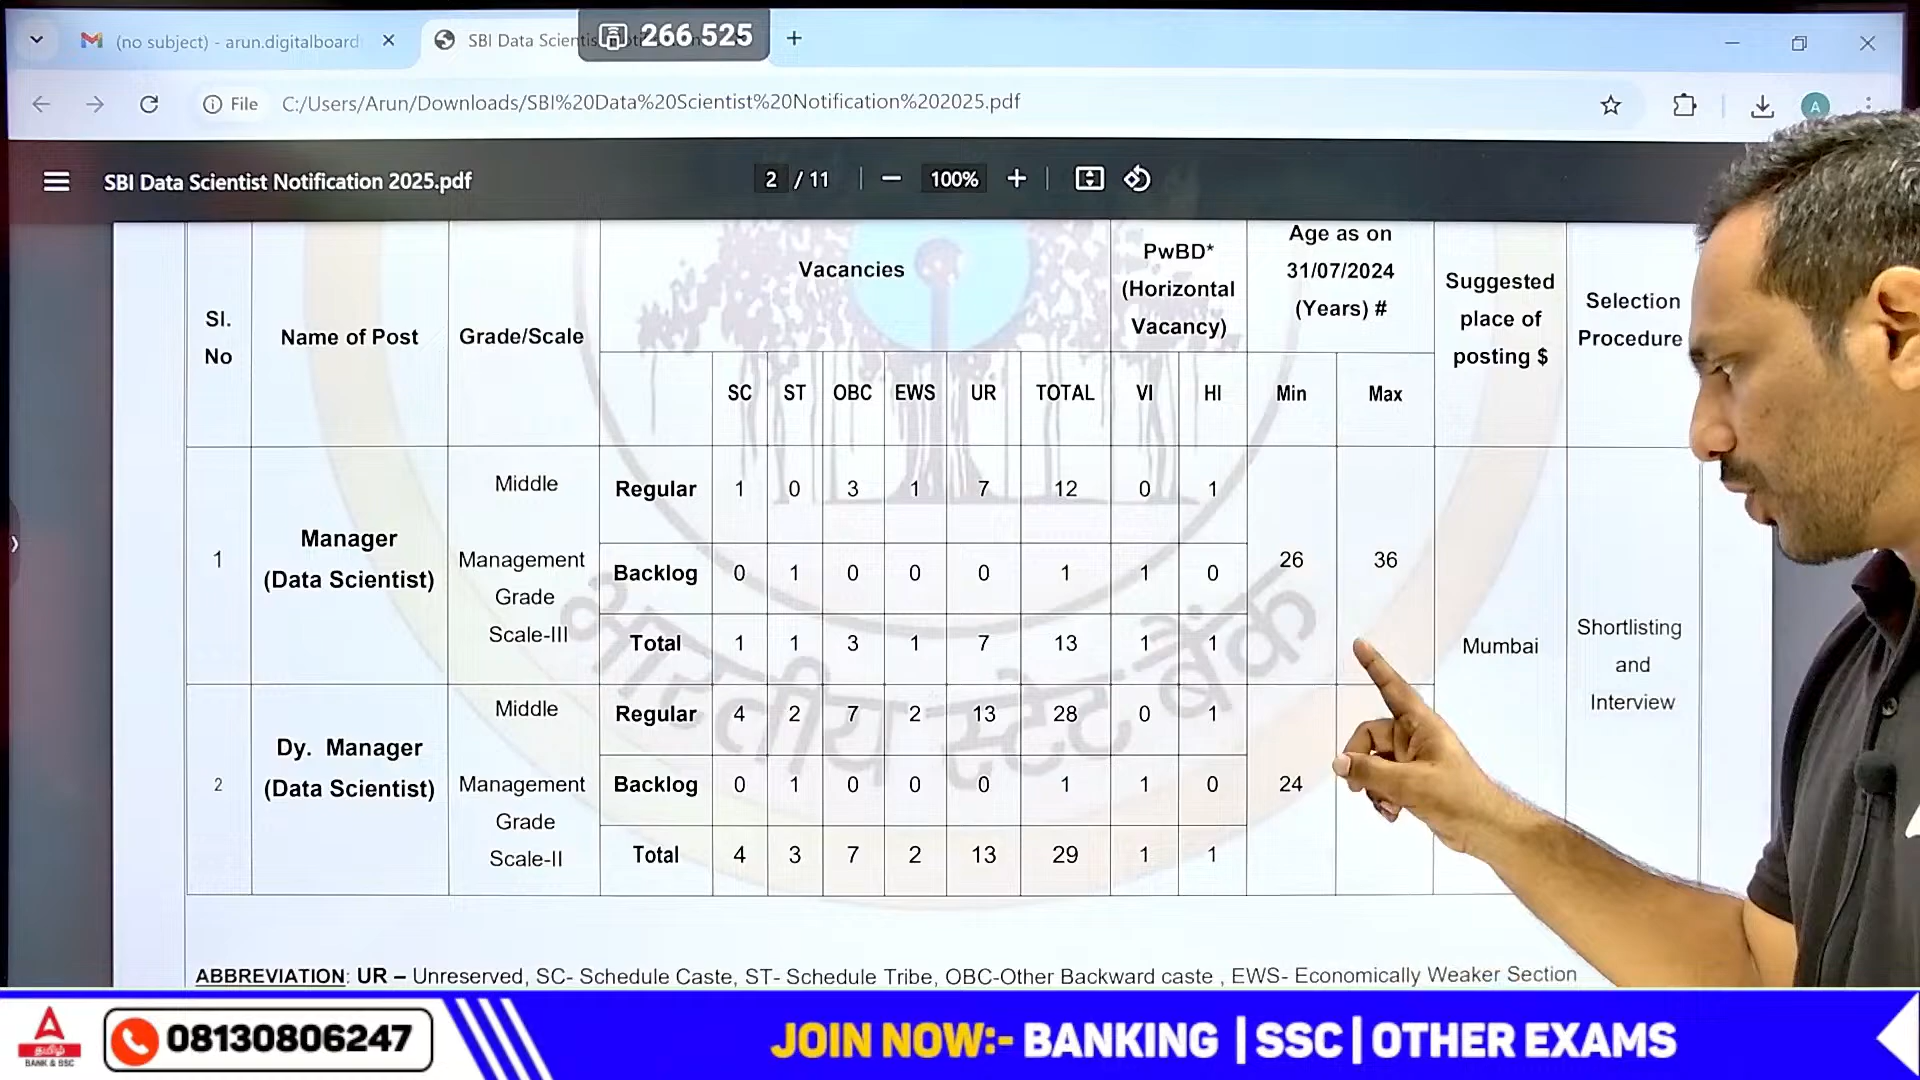 (no subject) - arun.digitalboard
SBI Data Scientis
266 525
File
C:/Users/Arun/Downloads/SBI%20Data%20Scientist%20Notification%202025.pdf
A
SBI Data Scientist Notification 2025.pdf
2 / 11
100%
Sl. No
Name of Post
Grade/Scale
Vacancies
PwBD* (Horizontal Vacancy)
Age as on 31/07/2024 (Years) #
Suggested place of posting $
Selection Procedure
SC ST OBC EWS UR TOTAL VI HI Min Max
1
Manager (Data Scientist)
Middle Management Grade Scale-III
Regular 1 0 3 1 7 12 0 1
Backlog 0 1 0 0 0 1 1 0
Total 1 1 3 1 7 13 1 1
26 36
2
Dy. Manager (Data Scientist)
Middle Management Grade Scale-II
Regular 4 2 7 2 13 28 0 1
Backlog 0 1 0 0 0 1 1 0
Total 4 3 7 2 13 29 1 1
24
Mumbai
Shortlisting and Interview
भारतीय स्टेट बैंक
ABBREVIATION: UR – Unreserved, SC- Schedule Caste, ST- Schedule Tribe, OBC-Other Backward caste , EWS- Economically Weaker Section
தமிழ்
BANK & SSC
08130806247
JOIN NOW:- BANKING | SSC | OTHER EXAMS